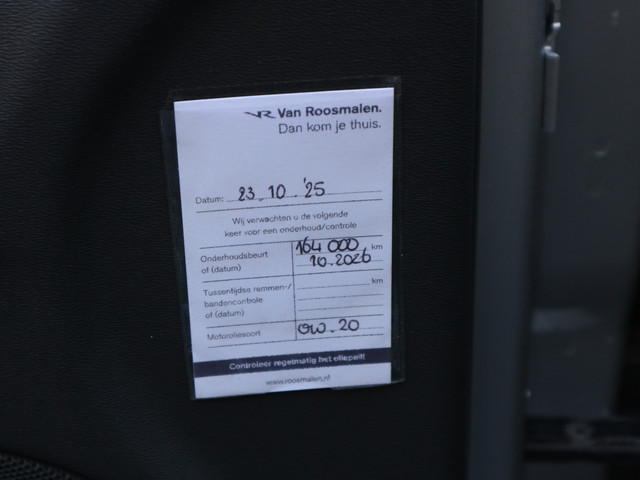 VR Van Roosmalen.
Dan kom je thuis.
Datum: 23.10.'25
Wij verwachten u de volgende
keer voor een onderhoud/controle
Onderhoudsbeurt 164 000 km
of (datum) 10.2026
Tussentijdse remmen-/ km
bandencontrole
of (datum)
Motoroliesoort 0W.20
Controleer regelmatig het oliepeil!
www.roosmalen.nl